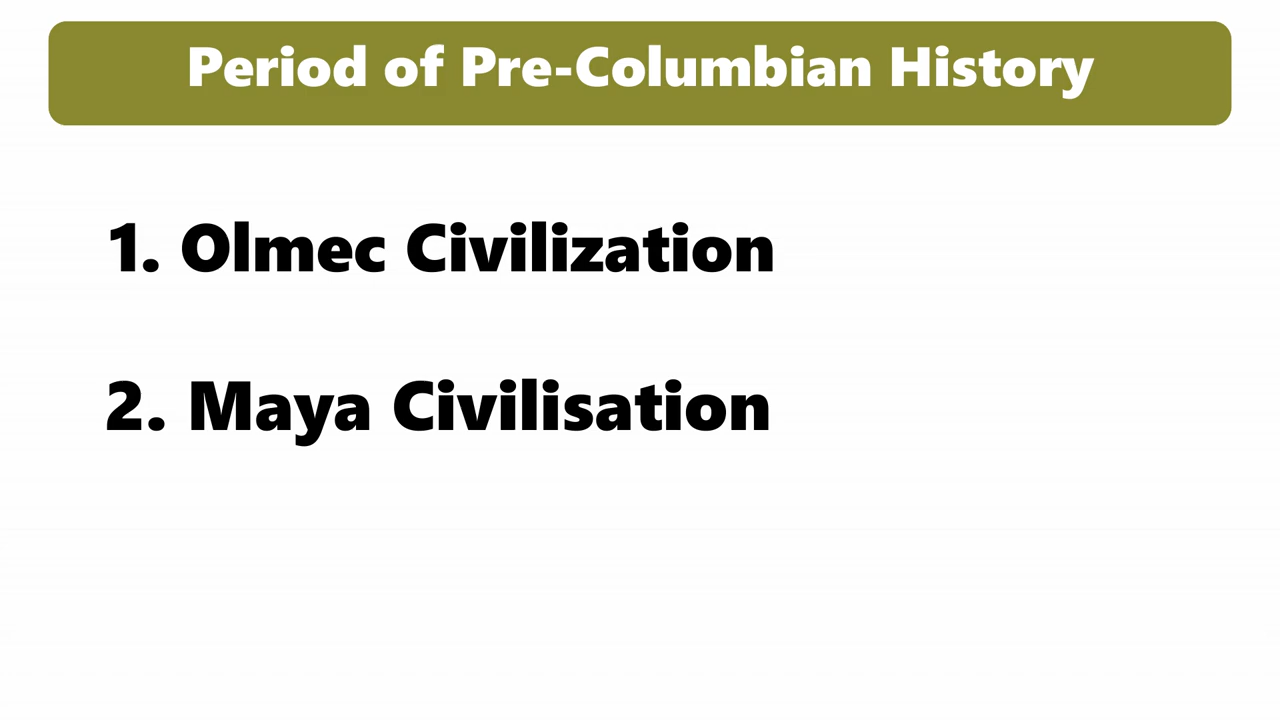 Period of Pre-Columbian History
1. Olmec Civilization
2. Maya Civilisation